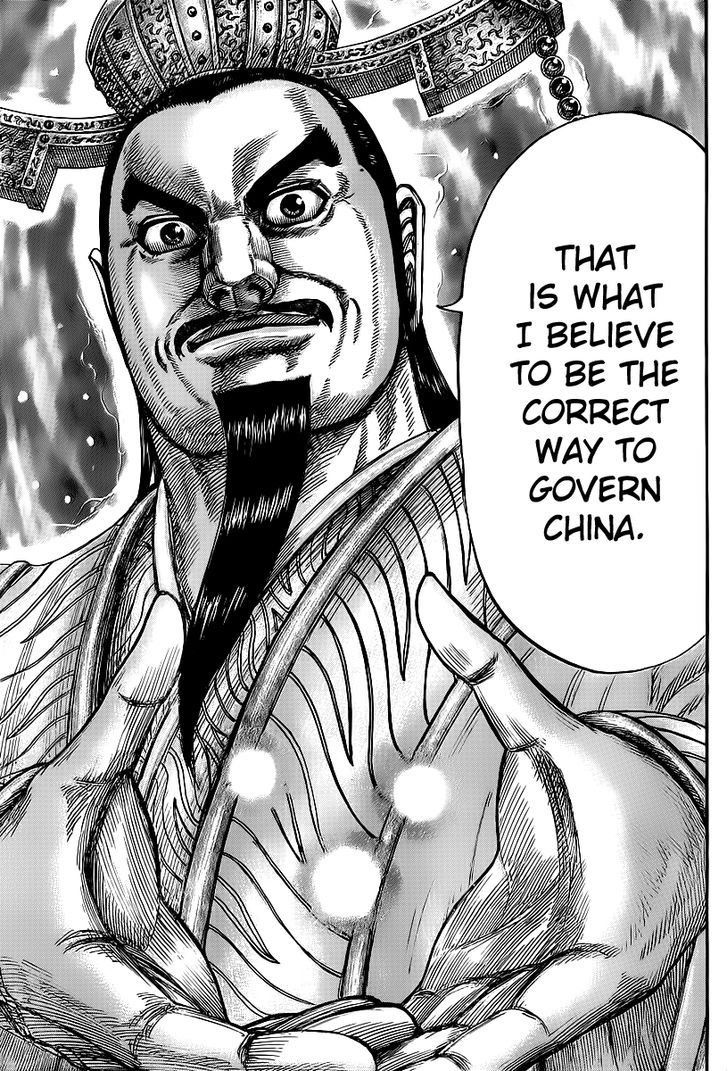 THAT
IS WHAT
I BELIEVE
TO BE THE
CORRECT
WAY TO
GOVERN
CHINA.